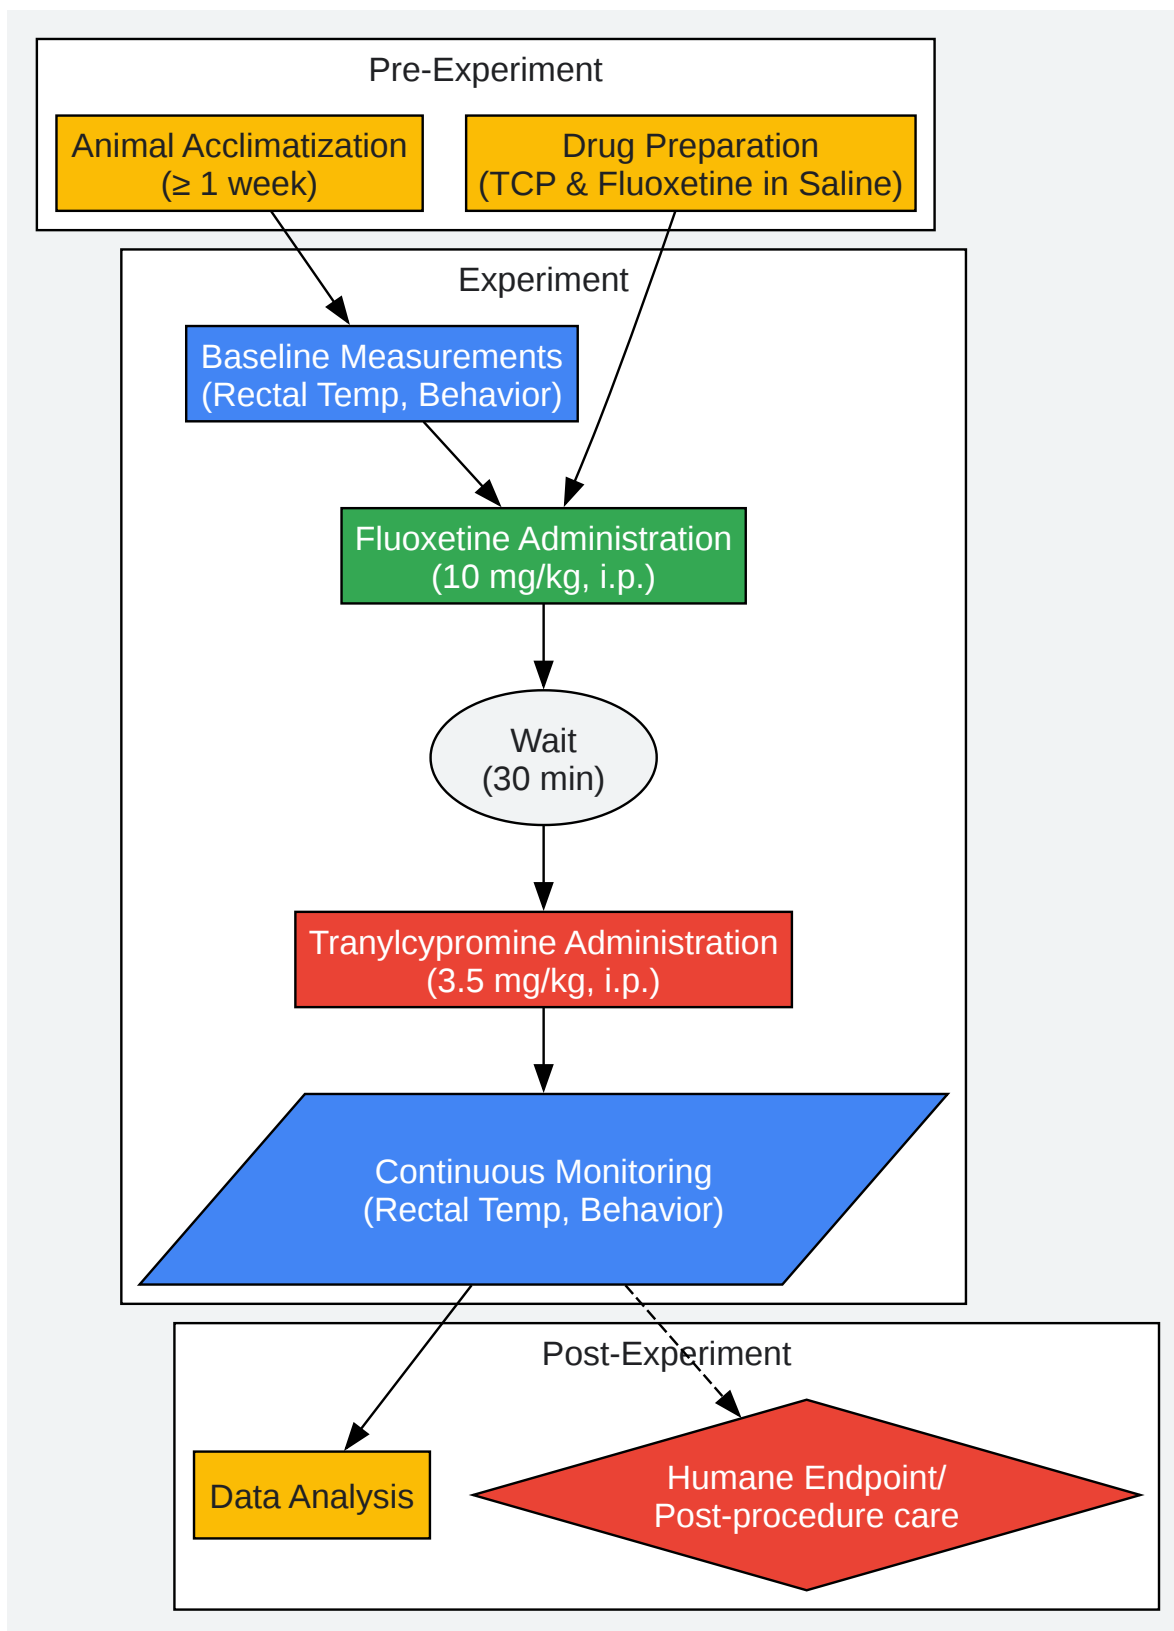 Pre-Experiment
Animal Acclimatization
(≥ 1 week)
Drug Preparation
(TCP & Fluoxetine in Saline)
Experiment
Baseline Measurements
(Rectal Temp, Behavior)
Fluoxetine Administration
(10 mg/kg, i.p.)
Wait
(30 min)
Tranylcypromine Administration
(3.5 mg/kg, i.p.)
Continuous Monitoring
(Rectal Temp, Behavior)
Post-Experiment
Data Analysis
Humane Endpoint/
Post-procedure care